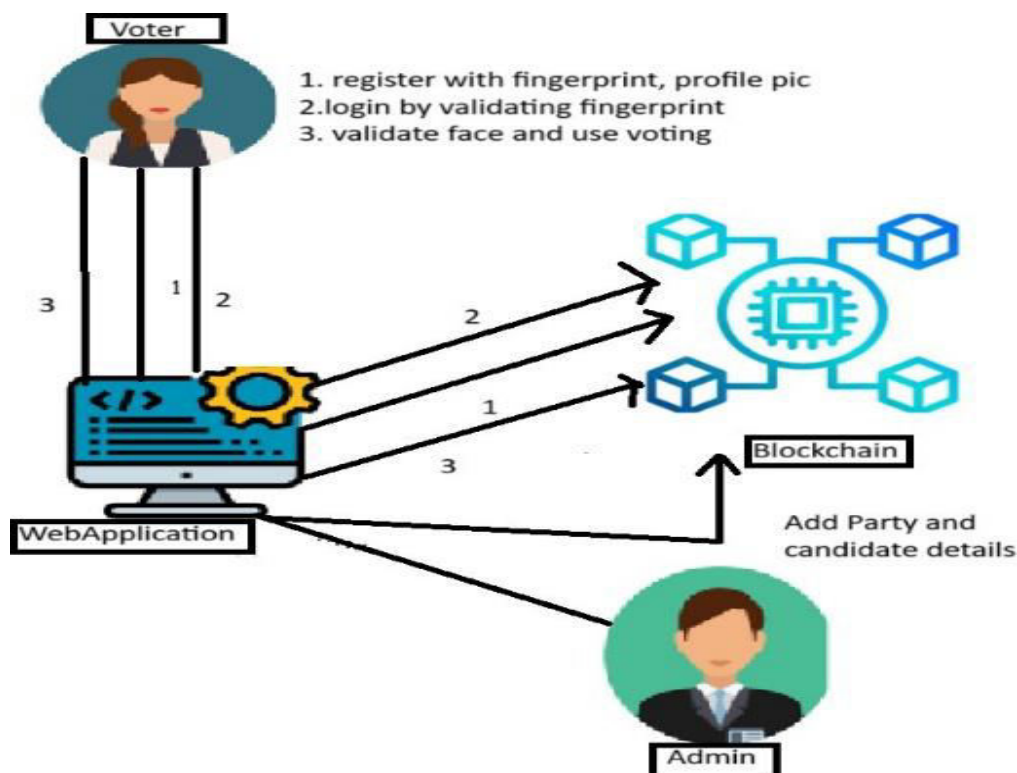 Voter
1. register with fingerprint, profile pic
2.login by validating fingerprint
3. validate face and use voting
3
1
2
2
1
3
</>
WebApplication
Blockchain
Add Party and
candidate details
Admin